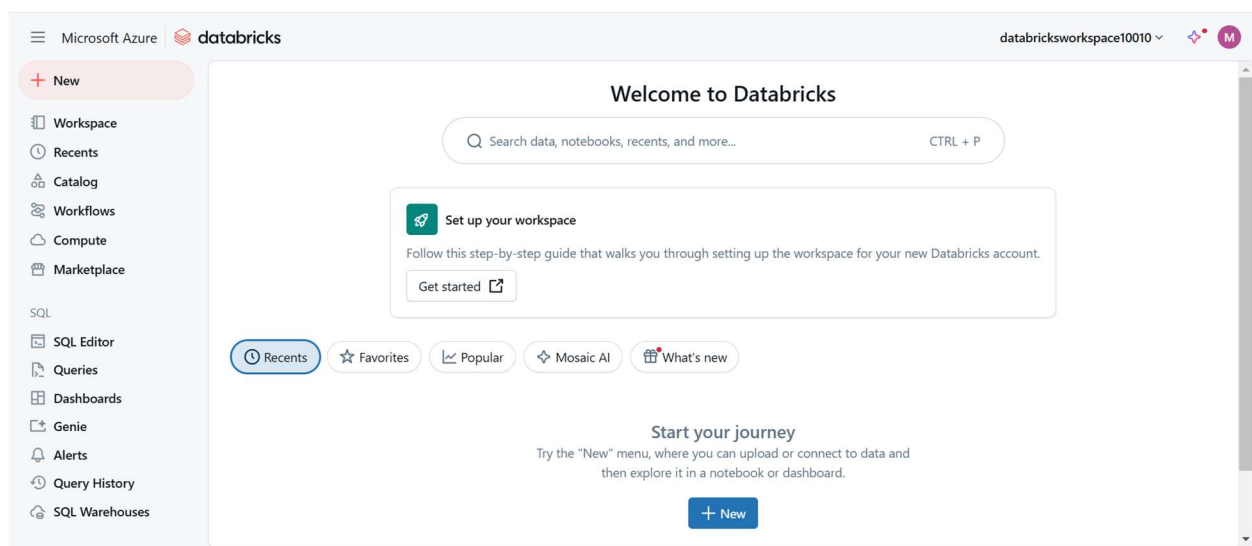 Microsoft Azure databricks databricksworkspace10010 M
New
Workspace
Recents
Catalog
Workflows
Compute
Marketplace
SQL
SQL Editor
Queries
Dashboards
Genie
Alerts
Query History
SQL Warehouses
Welcome to Databricks
Search data, notebooks, recents, and more... CTRL + P
Set up your workspace
Follow this step-by-step guide that walks you through setting up the workspace for your new Databricks account.
Get started
Recents Favorites Popular Mosaic AI What's new
Start your journey
Try the "New" menu, where you can upload or connect to data and
then explore it in a notebook or dashboard.
New